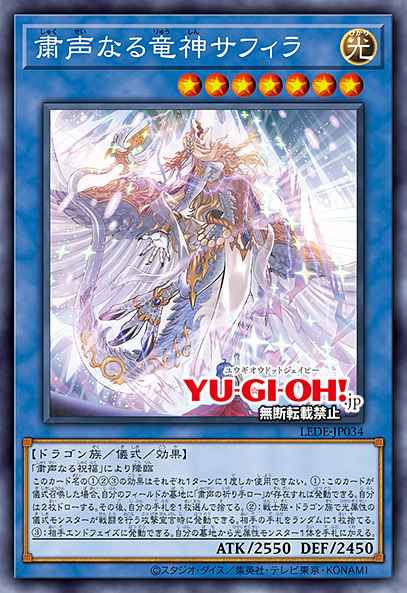 粛声なる竜神サフィラ
光
ユウギオウドットジェイピー
YU-GI-OH!.jp
無断転載禁止
LEDE-JP034
【ドラゴン族/儀式/効果】
「粛声なる祝福」により降臨
このカード名の①②③の効果はそれぞれ1ターンに1度しか使用できない。①:このカードが
儀式召喚した場合、自分のフィールドか墓地に「粛声の祈り手ロー」が存在すれば発動できる。自分
は2枚ドローする。その後、自分の手札を1枚選んで捨てる。②:戦士族・ドラゴン族で光属性の
儀式モンスターが戦闘を行う攻撃宣言時に発動できる。相手の手札をランダムに1枚捨てる。
③:相手エンドフェイズに発動できる。自分の墓地から光属性モンスター1体を手札に加える。
ATK/2550 DEF/2450
©スタジオ・ダイス/集英社・テレビ東京・KONAMI